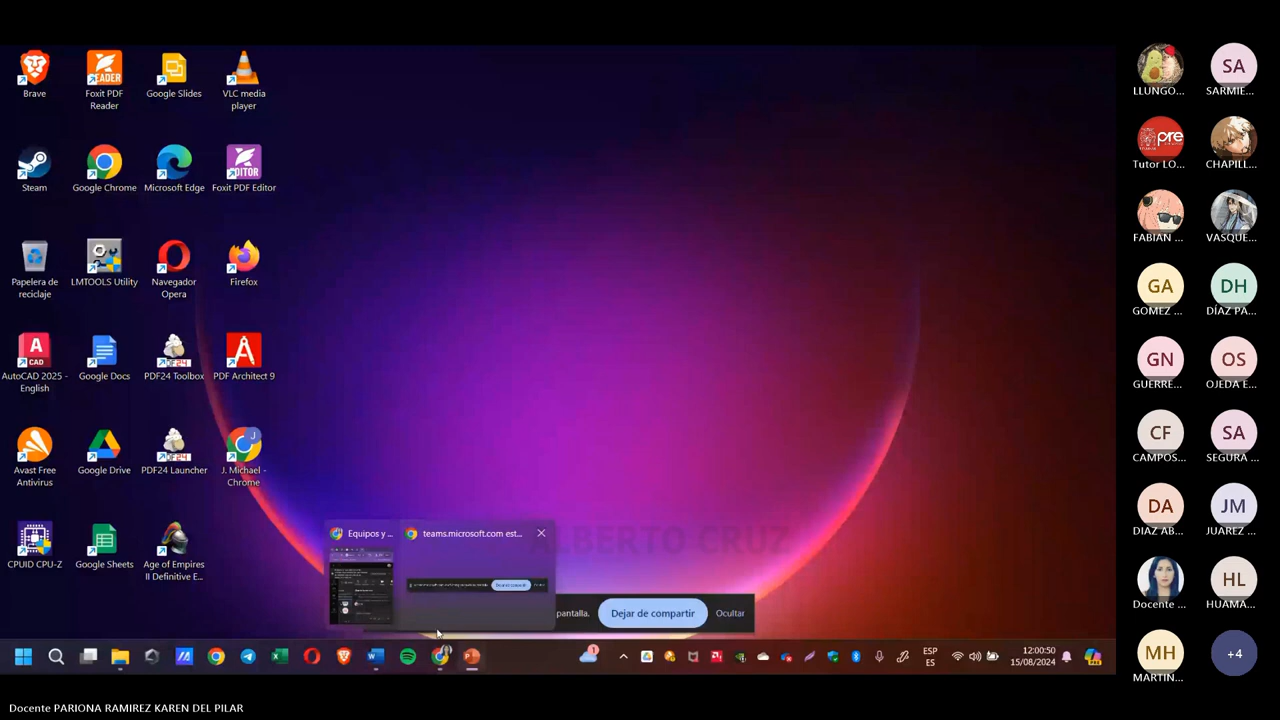 Brave
Foxit PDF
Reader
Google Slides
VLC media
player
Steam
Google Chrome
Microsoft Edge
Foxit PDF Editor
Papelera de
reciclaje
LMTOOLS Utility
Navegador
Opera
Firefox
AutoCAD 2025 -
English
Google Docs
PDF24 Toolbox
PDF Architect 9
Avast Free
Antivirus
Google Drive
PDF24 Launcher
J. Michael -
Chrome
CPUID CPU-Z
Google Sheets
Age of Empires
II Definitive E...
Equipos y ...
teams.microsoft.com est...
ALBERTO CRUZ
pantalla.
Dejar de compartir
Ocultar
ESP
ES
12:00:50
15/08/2024
LLUNGO...
SA
SARMIE...
pre
Tutor LO...
CHAPILL...
FABIAN ...
VASQUE...
GA
GOMEZ ...
DH
DÍAZ PA...
GN
GUERRE...
OS
OJEDA E...
CF
CAMPOS...
SA
SEGURA ...
DA
DIAZ AB...
JM
JUAREZ ...
Docente ...
HL
HUAMA...
MH
MARTIN...
+4
Docente PARIONA RAMIREZ KAREN DEL PILAR